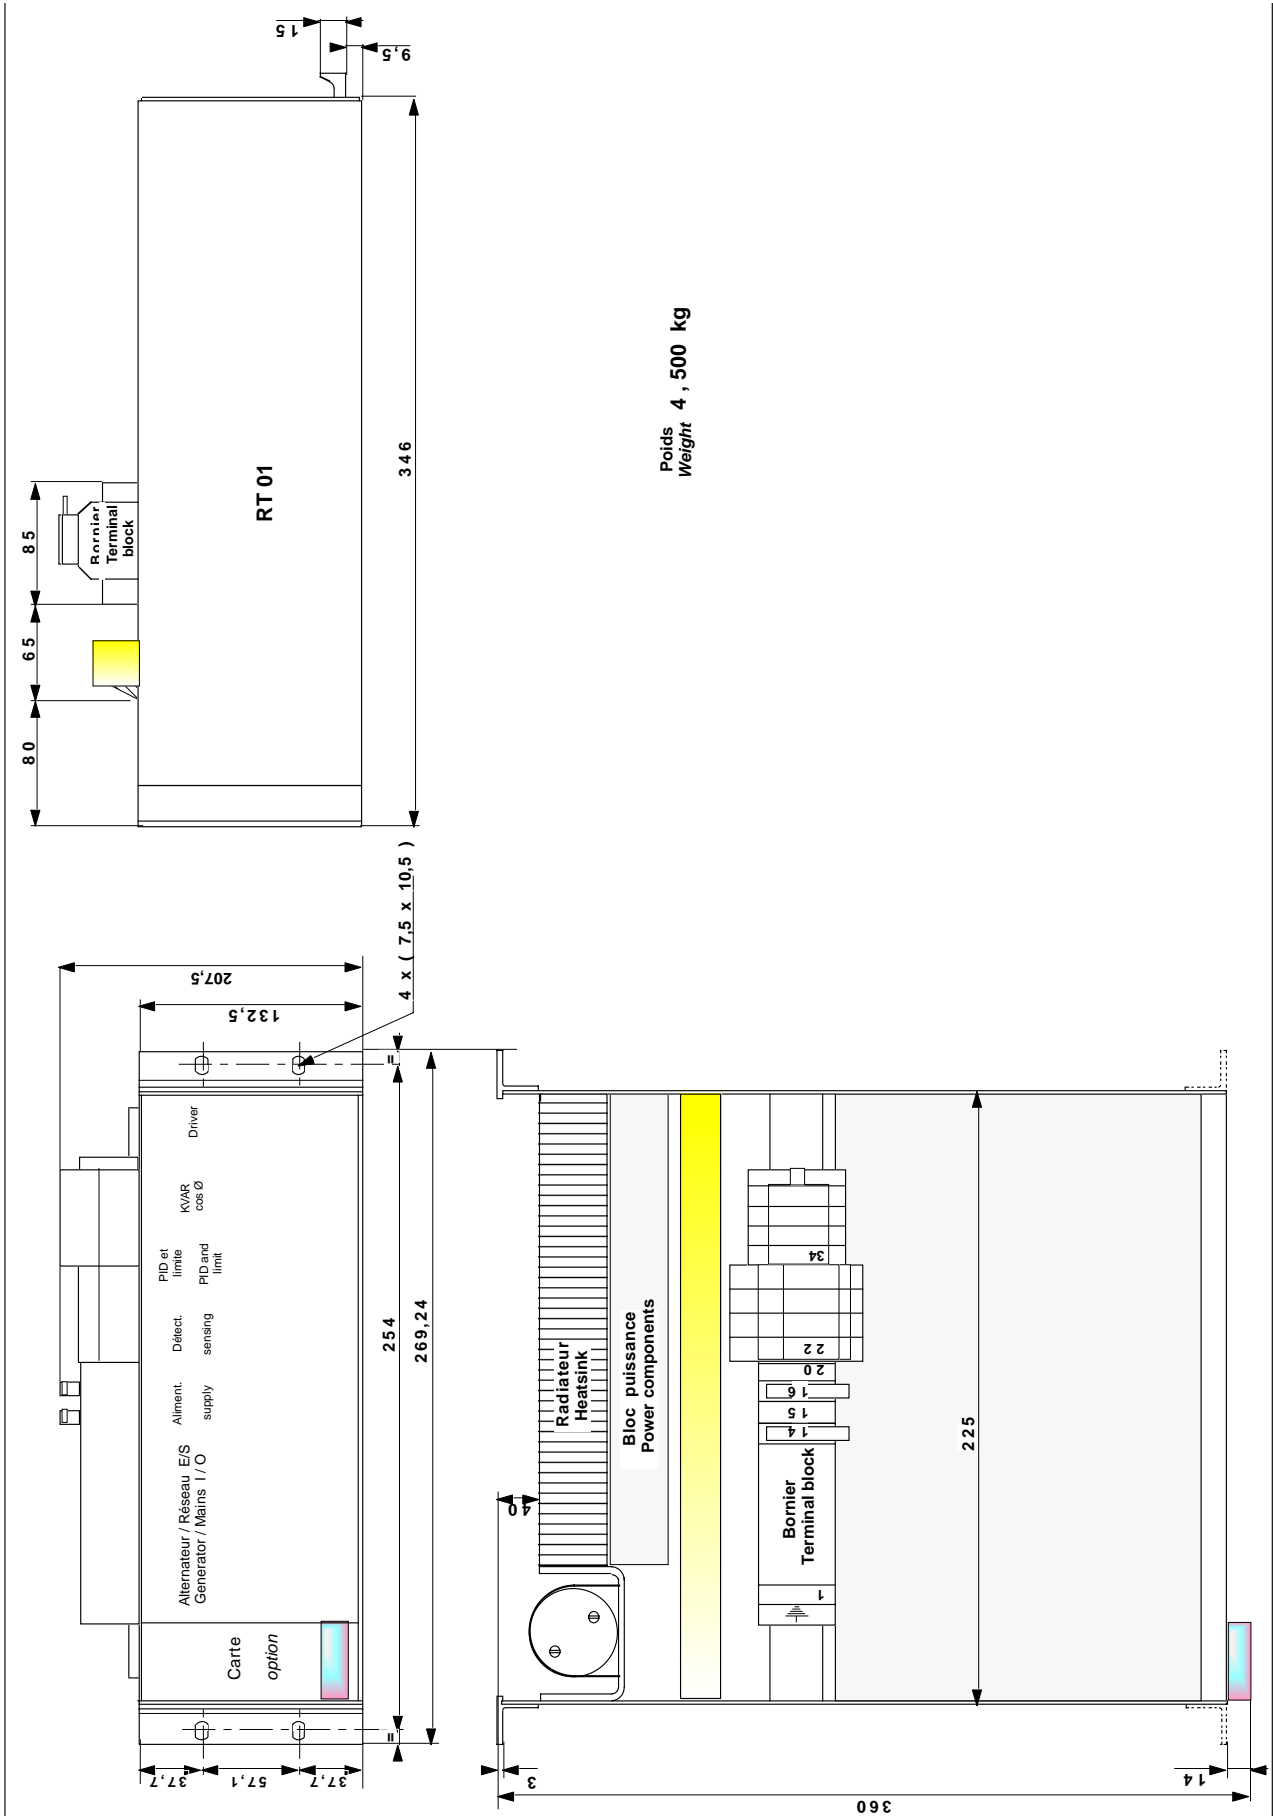 15
9,5
346
RT 01
Bornier
Terminal
block
85
65
80
Poids
Weight 4 , 500 kg
207,5
132,5
4 x ( 7,5 x 10,5 )
=
254
269,24
=
37,7
57,1
37,7
Driver
KVAR
cos Ø
PID et
limite
PID and
limit
Détect.
sensing
Aliment.
supply
Alternateur / Réseau E/S
Generator / Mains I / O
Carte
option
Radiateur
Heatsink
Bloc puissance
Power components
40
34
22
20
16
15
14
Bornier
Terminal block
1
225
3
14
360